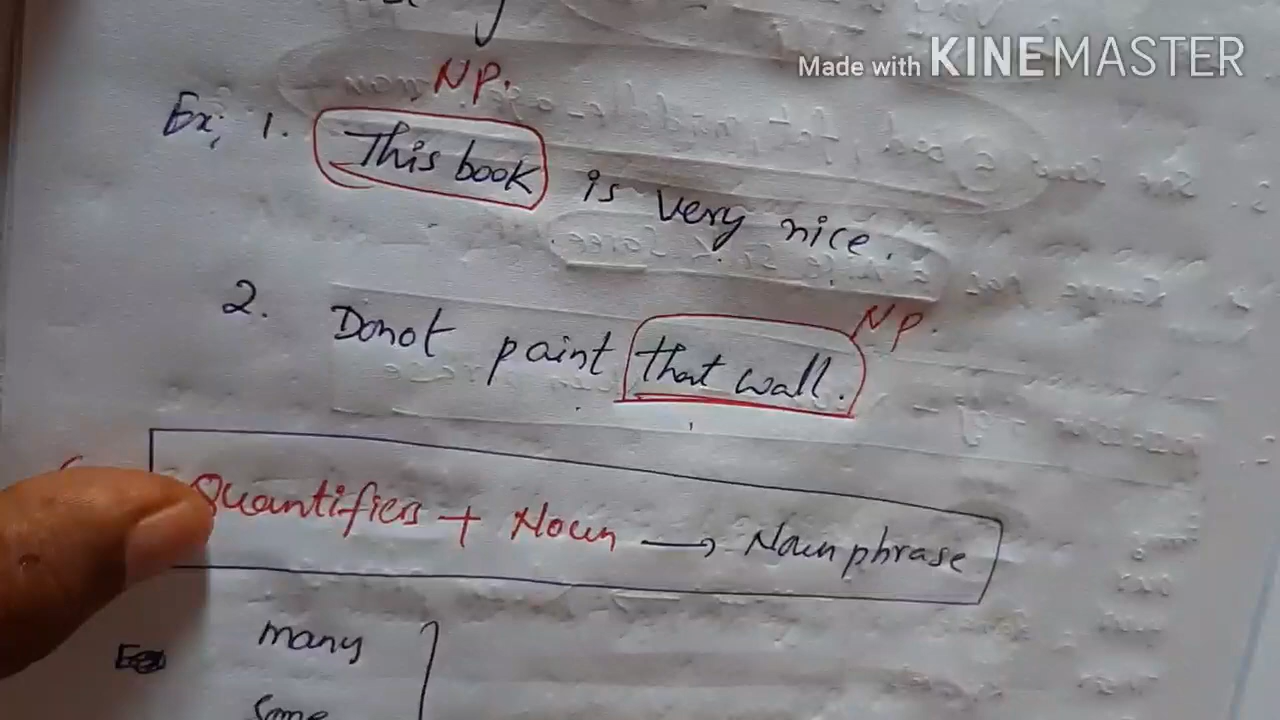 Made with KINEMASTER
NP.
Ex; 1. This book is very nice.
2. Donot paint that wall. NP.
Quantifiers + Noun → Noun phrase
many
Some